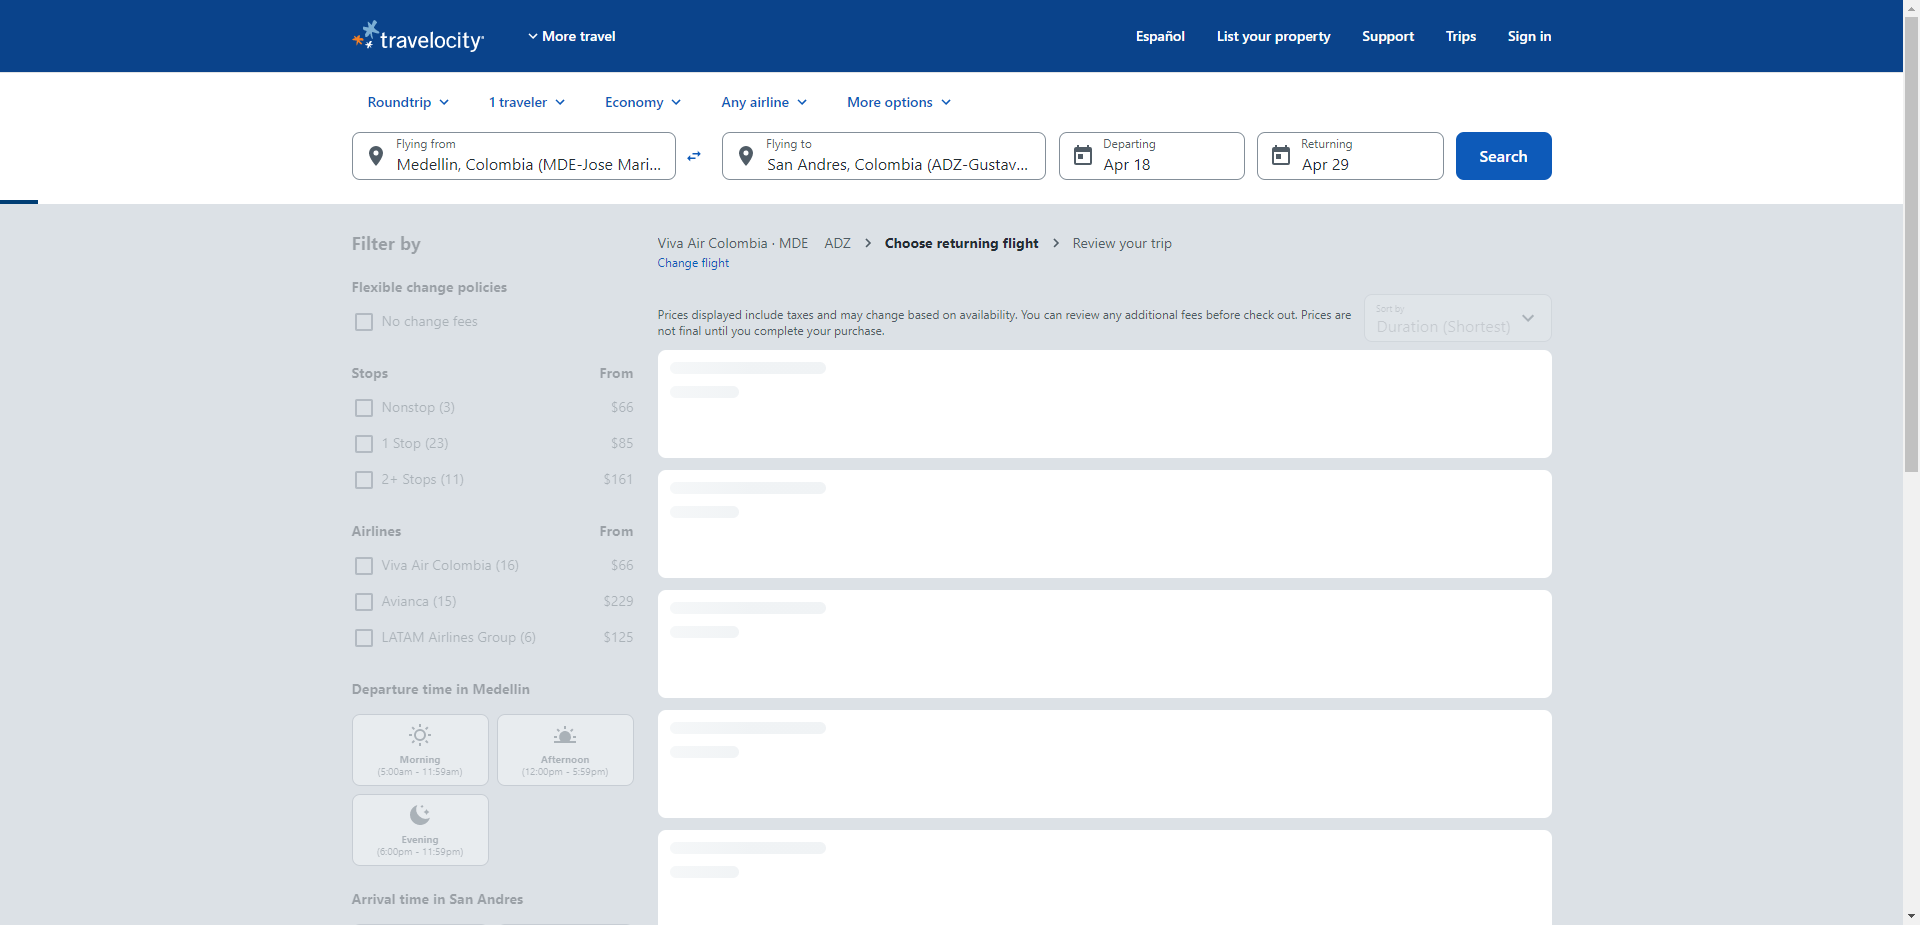 travelocity
More travel
Español
List your property
Support
Trips
Sign in
Roundtrip
1 traveler
Economy
Any airline
More options
Flying from
Medellin, Colombia (MDE-Jose Mari...
Flying to
San Andres, Colombia (ADZ-Gustav...
Departing
Apr 18
Returning
Apr 29
Search
Filter by
Flexible change policies
No change fees
Stops From
Nonstop (3) $66
1 Stop (23) $85
2+ Stops (11) $161
Airlines From
Viva Air Colombia (16) $66
Avianca (15) $229
LATAM Airlines Group (6) $125
Departure time in Medellin
Morning
(5:00am - 11:59am)
Afternoon
(12:00pm - 5:59pm)
Evening
(6:00pm - 11:59pm)
Arrival time in San Andres
Viva Air Colombia · MDE ADZ
Choose returning flight
Review your trip
Change flight
Prices displayed include taxes and may change based on availability. You can review any additional fees before check out. Prices are
not final until you complete your purchase.
Sort by
Duration (Shortest)